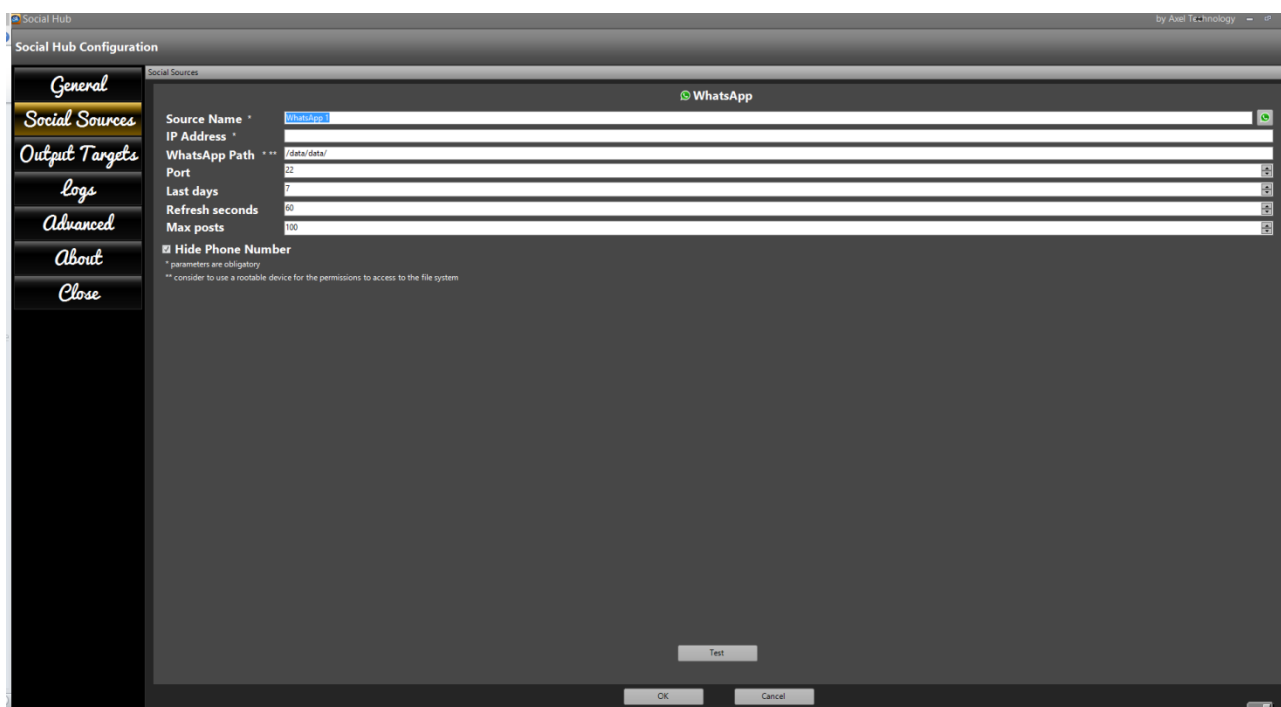 Social Hub by Axel Technology
Social Hub Configuration
General
Social Sources
Output Targets
Logs
Advanced
About
Close
Social Sources
WhatsApp
Source Name * WhatsApp 1
IP Address *
WhatsApp Path * ** /data/data/
Port 22
Last days 7
Refresh seconds 60
Max posts 100
Hide Phone Number
* parameters are obligatory
** consider to use a rootable device for the permissions to access to the file system
Test
OK Cancel